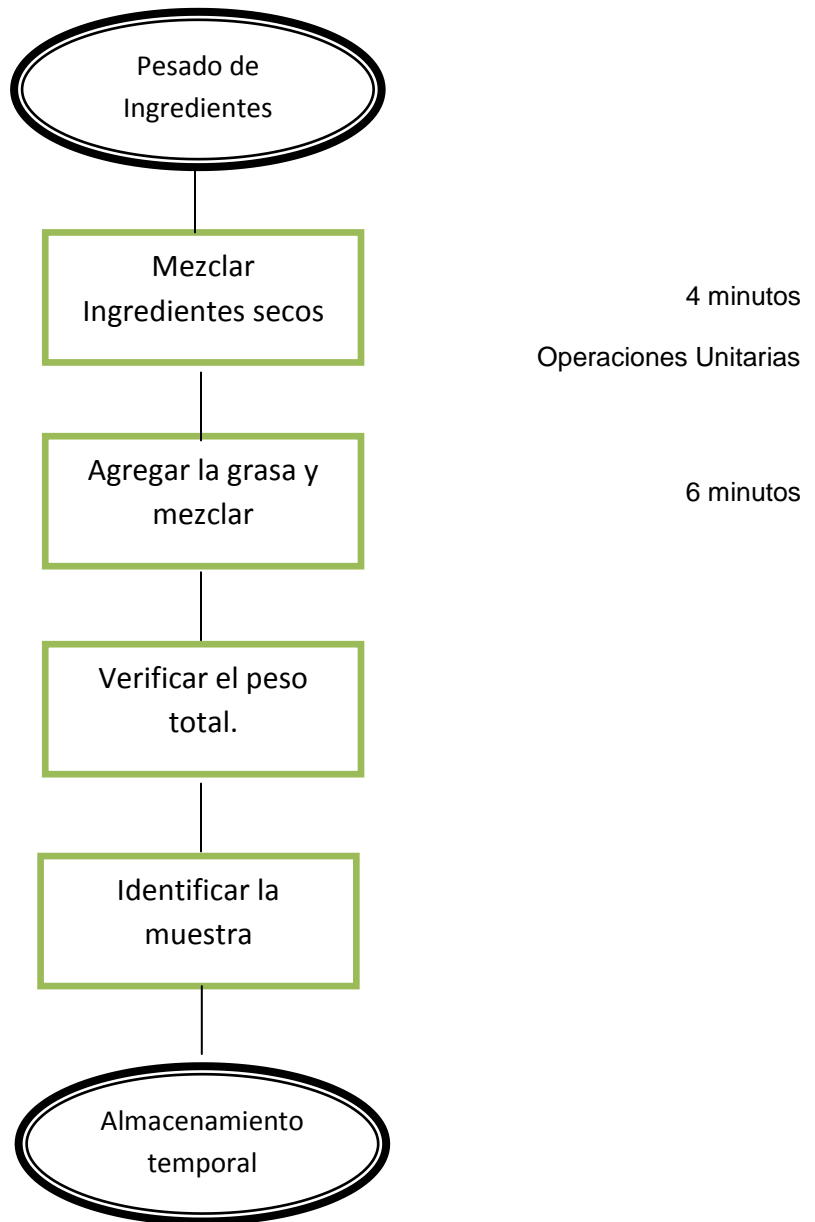 Pesado de
Ingredientes
Mezclar
Ingredientes secos
4 minutos
Operaciones Unitarias
Agregar la grasa y
mezclar
6 minutos
Verificar el peso
total.
Identificar la
muestra
Almacenamiento
temporal